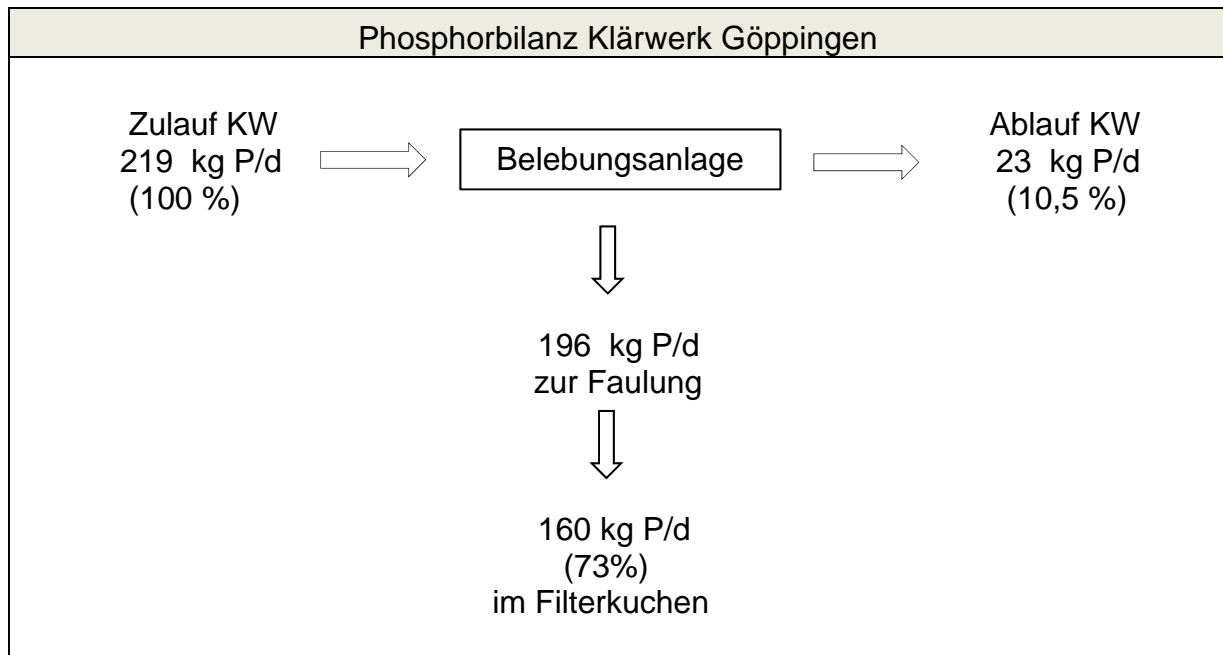 Phosphorbilanz Klärwerk Göppingen
Zulauf KW
219 kg P/d
(100 %)
Belebungsanlage
Ablauf KW
23 kg P/d
(10,5 %)
196 kg P/d
zur Faulung
160 kg P/d
(73%)
im Filterkuchen